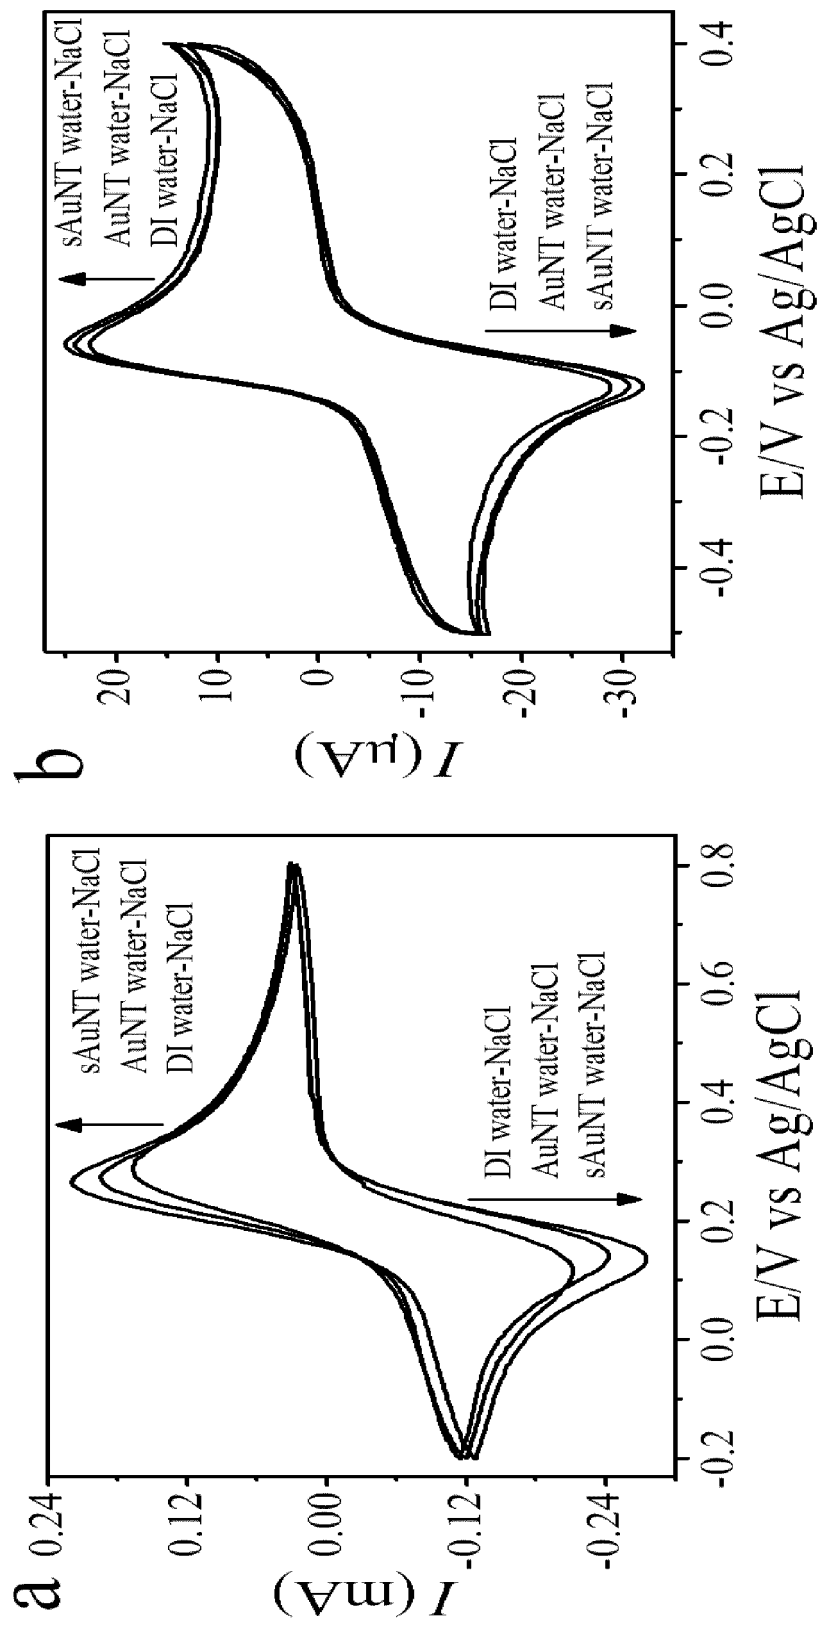 a
I (mA)
0.24
0.12
0.00
-0.12
-0.24
-0.2
0.0
0.2
0.4
0.6
0.8
E/V vs Ag/AgCl
sAuNT water-NaCl
AuNT water-NaCl
DI water-NaCl
DI water-NaCl
AuNT water-NaCl
sAuNT water-NaCl
b
I (µA)
20
10
0
-10
-20
-30
-0.4
-0.2
0.0
0.2
0.4
E/V vs Ag/AgCl
sAuNT water-NaCl
AuNT water-NaCl
DI water-NaCl
DI water-NaCl
AuNT water-NaCl
sAuNT water-NaCl